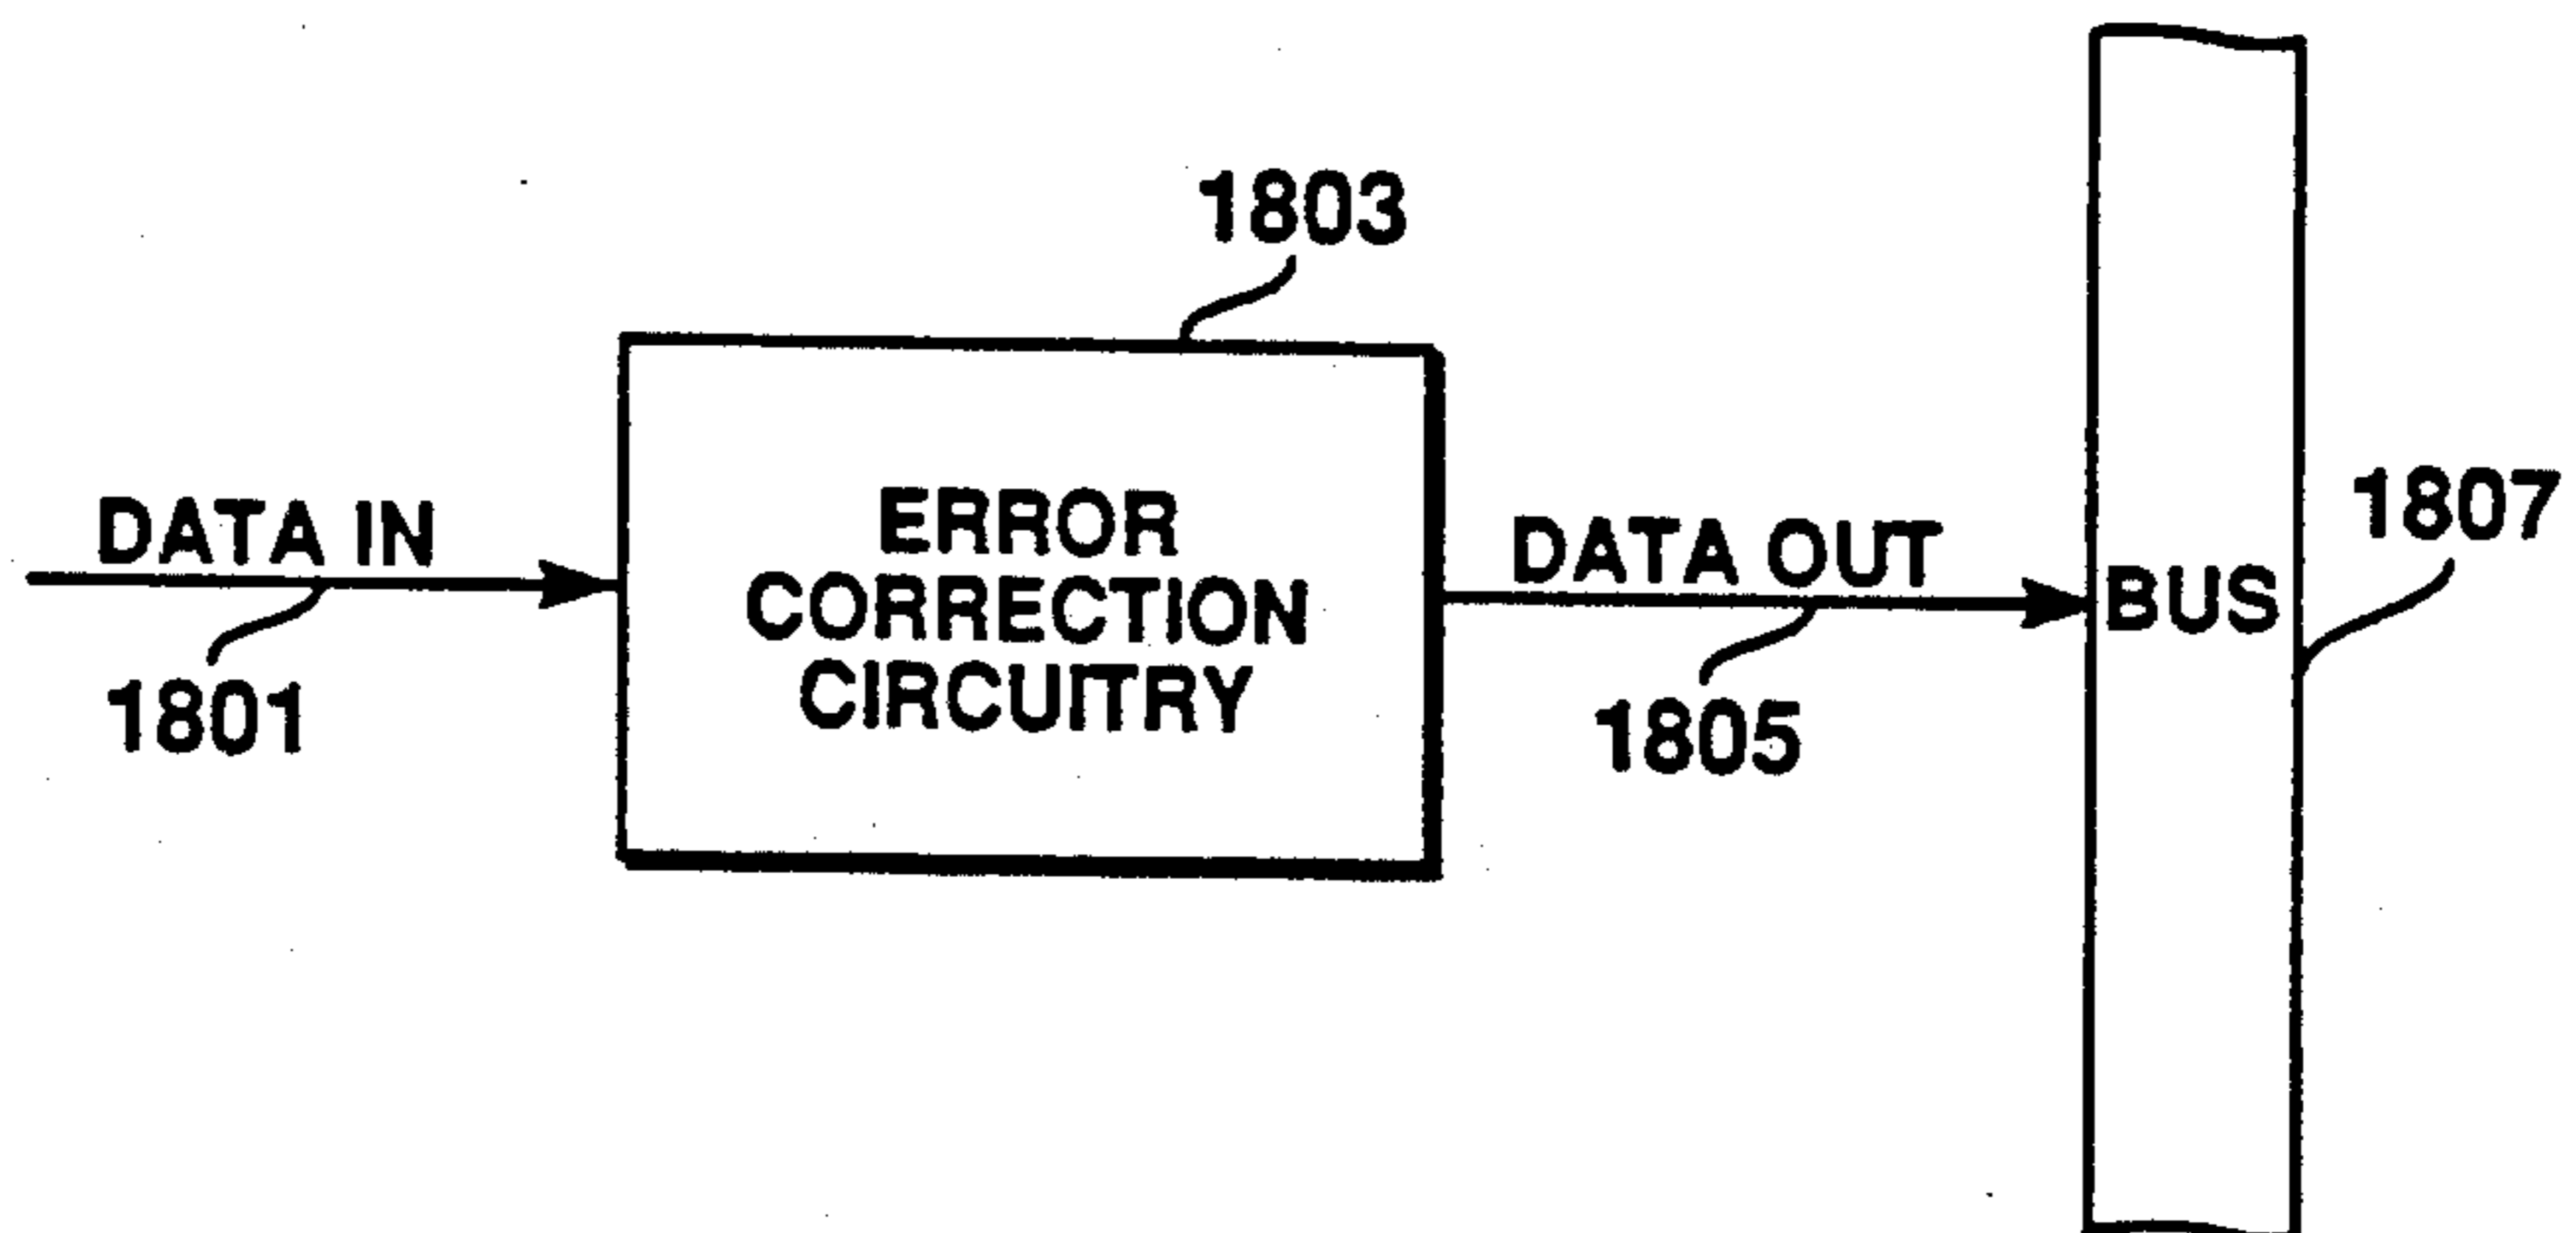 1803
DATA IN
1801
ERROR
CORRECTION
CIRCUITRY
DATA OUT
1805
BUS
1807